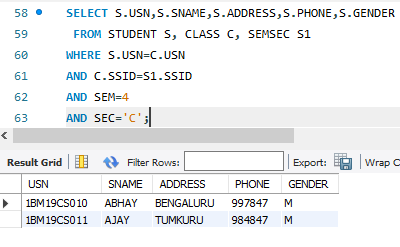 58 SELECT S.USN,S.SNAME,S.ADDRESS,S.PHONE,S.GENDER
59 FROM STUDENT S, CLASS C, SEMSEC S1
60 WHERE S.USN=C.USN
61 AND C.SSID=S1.SSID
62 AND SEM=4
63 AND SEC='C';
Result Grid Filter Rows: Export: Wrap C
USN SNAME ADDRESS PHONE GENDER
1BM19CS010 ABHAY BENGALURU 997847 M
1BM19CS011 AJAY TUMKURU 984847 M